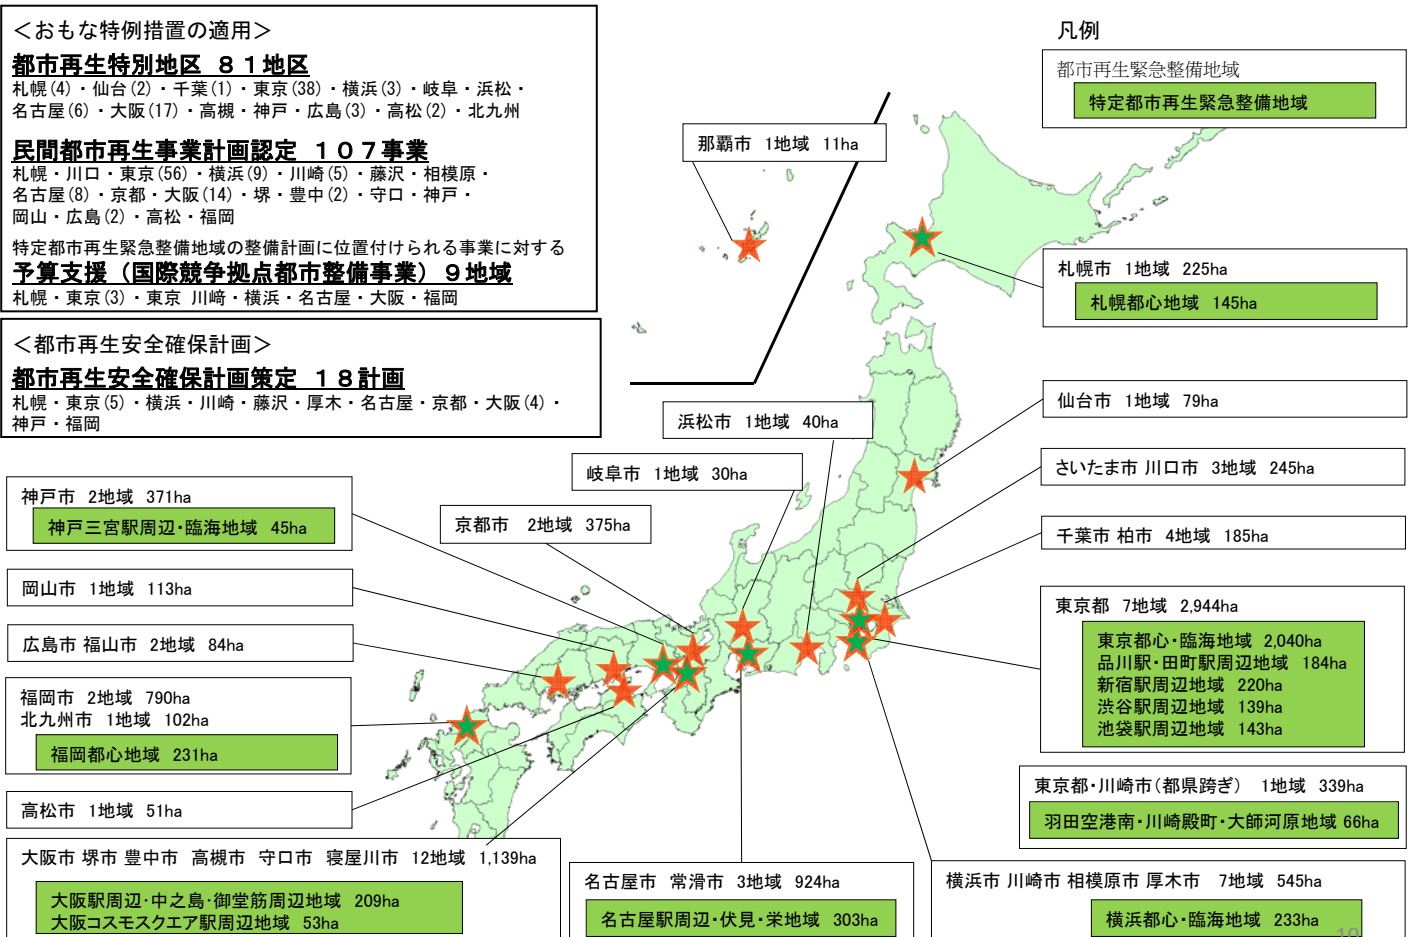 ＜おもな特例措置の適用＞
都市再生特別地区 ８１地区
札幌(4)・仙台(2)・千葉(1)・東京(38)・横浜(3)・岐阜・浜松・
名古屋(6)・大阪(17)・高槻・神戸・広島(3)・高松(2)・北九州
民間都市再生事業計画認定 １０７事業
札幌・川口・東京(56)・横浜(9)・川崎(5)・藤沢・相模原・
名古屋(8)・京都・大阪(14)・堺・豊中(2)・守口・神戸・
岡山・広島(2)・高松・福岡
特定都市再生緊急整備地域の整備計画に位置付けられる事業に対する
予算支援（国際競争拠点都市整備事業）９地域
札幌・東京(3)・東京 川崎・横浜・名古屋・大阪・福岡
＜都市再生安全確保計画＞
都市再生安全確保計画策定 １８計画
札幌・東京(5)・横浜・川崎・藤沢・厚木・名古屋・京都・大阪(4)・
神戸・福岡
凡例
都市再生緊急整備地域
特定都市再生緊急整備地域
那覇市 1地域 11ha
札幌市 1地域 225ha
札幌都心地域 145ha
仙台市 1地域 79ha
浜松市 1地域 40ha
さいたま市 川口市 3地域 245ha
岐阜市 1地域 30ha
神戸市 2地域 371ha
神戸三宮駅周辺・臨海地域 45ha
京都市 2地域 375ha
千葉市 柏市 4地域 185ha
岡山市 1地域 113ha
東京都 7地域 2,944ha
東京都心・臨海地域 2,040ha
品川駅・田町駅周辺地域 184ha
新宿駅周辺地域 220ha
渋谷駅周辺地域 139ha
池袋駅周辺地域 143ha
広島市 福山市 2地域 84ha
福岡市 2地域 790ha
北九州市 1地域 102ha
福岡都心地域 231ha
東京都・川崎市（都県跨ぎ） 1地域 339ha
羽田空港南・川崎殿町・大師河原地域 66ha
高松市 1地域 51ha
大阪市 堺市 豊中市 高槻市 守口市 寝屋川市 12地域 1,139ha
大阪駅周辺・中之島・御堂筋周辺地域 209ha
大阪コスモスクエア駅周辺地域 53ha
名古屋市 常滑市 3地域 924ha
名古屋駅周辺・伏見・栄地域 303ha
横浜市 川崎市 相模原市 厚木市 7地域 545ha
横浜都心・臨海地域 233ha